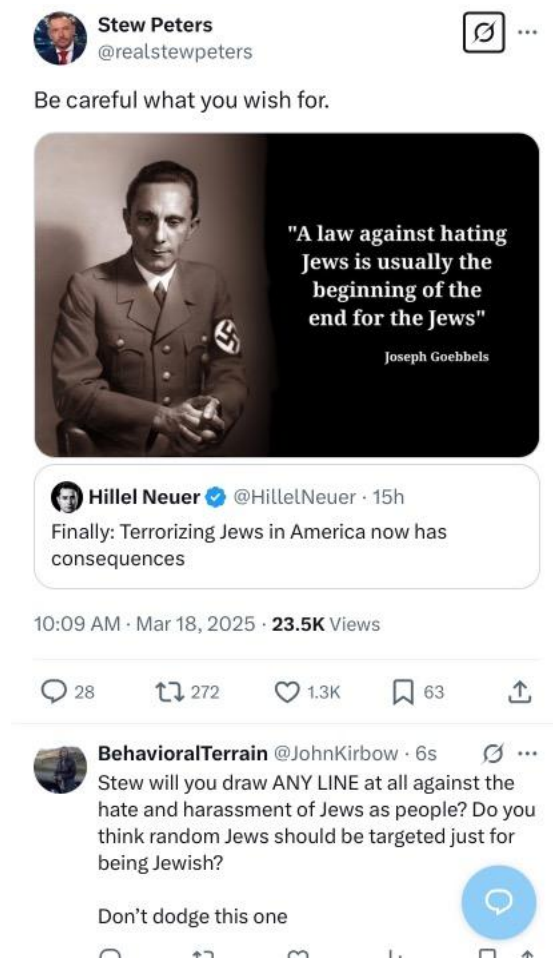 Stew Peters
@realstewpeters
Be careful what you wish for.
"A law against hating
Jews is usually the
beginning of the
end for the Jews"
Joseph Goebbels
Hillel Neuer @HillelNeuer · 15h
Finally: Terrorizing Jews in America now has
consequences
10:09 AM · Mar 18, 2025 · 23.5K Views
28 272 1.3K 63
BehavioralTerrain @JohnKirbow · 6s
Stew will you draw ANY LINE at all against the
hate and harassment of Jews as people? Do you
think random Jews should be targeted just for
being Jewish?
Don’t dodge this one